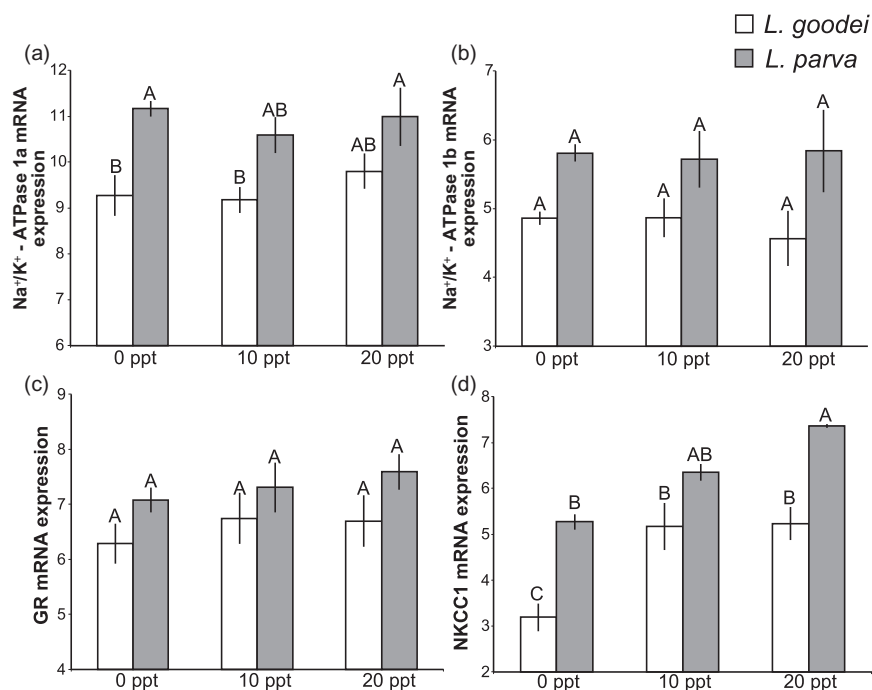 L. goodei
L. parva
(a)
Na⁺/K⁺ - ATPase 1a mRNA
expression
12
11
10
9
8
7
6
B
A
B
AB
AB
A
0 ppt
10 ppt
20 ppt
(b)
Na⁺/K⁺ - ATPase 1b mRNA
expression
7
6
5
4
3
A
A
A
A
A
A
0 ppt
10 ppt
20 ppt
(c)
GR mRNA expression
9
8
7
6
5
4
A
A
A
A
A
A
0 ppt
10 ppt
20 ppt
(d)
NKCC1 mRNA expression
8
7
6
5
4
3
2
C
B
B
AB
B
A
0 ppt
10 ppt
20 ppt